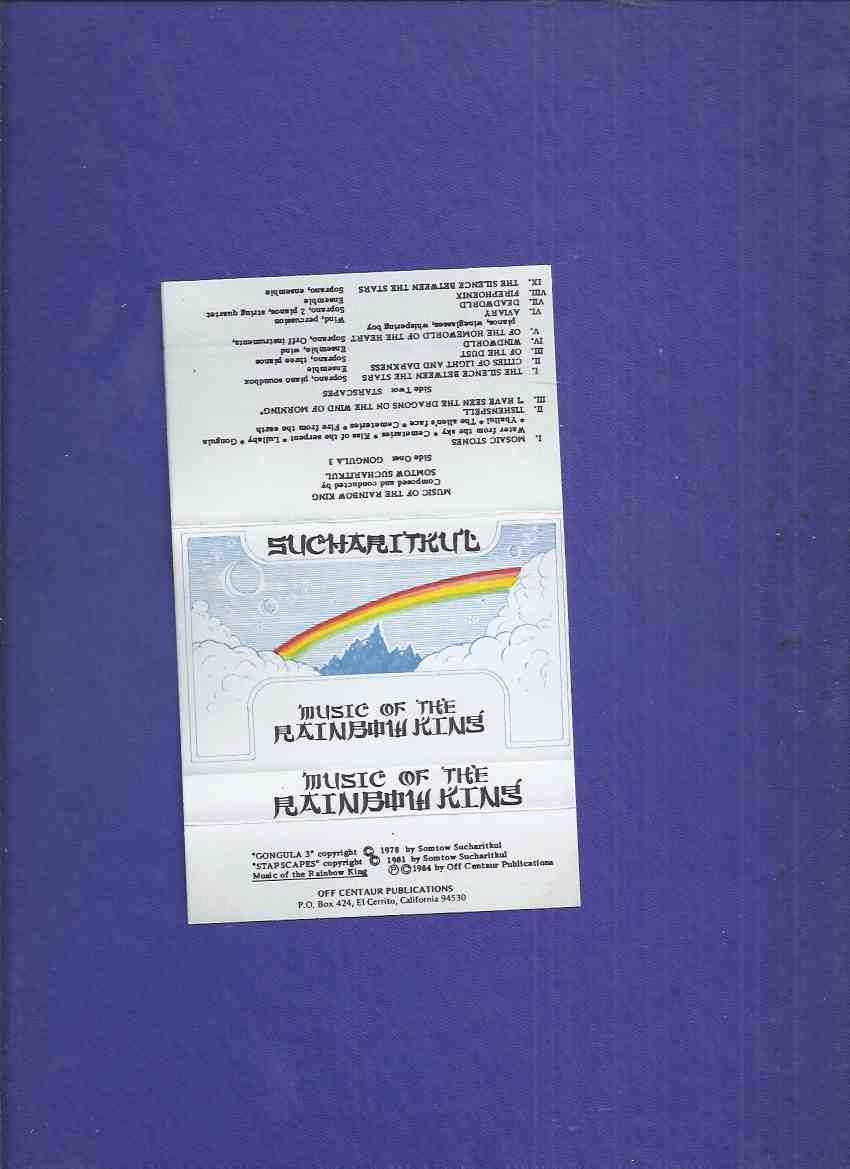 SUCHARITKUL
MUSIC OF THE
RAINBOW KING
MUSIC OF THE
RAINBOW KING
"GONGULA 3" copyright © 1978 by Somtow Sucharitkul
"STAPSCAPES" copyright © 1981 by Somtow Sucharitkul
Music of the Rainbow King ℗©1984 by Off Centaur Publications
OFF CENTAUR PUBLICATIONS
P.O. Box 424, El Cerrito, California 94530
MUSIC OF THE RAINBOW KING
Composed and conducted by
SOMTOW SUCHARITKUL
Side One: GONGULA 3
I. MOSAIC STONES
Water from the sky * Cemetaries * Kiss of the serpent * Lullaby * Gongula
* Ybalhui * The alien's face * Cemeteries * Fire from the earth
II. TISHENSPELL
III. "I HAVE SEEN THE DRAGONS ON THE WIND OF MORNING"
Side Two: STARSCAPES
I. THE SILENCE BETWEEN THE STARS Soprano, piano soundbox
II. CITIES OF LIGHT AND DARKNESS Ensemble
III. OF THE DUST Soprano, three pianos
IV. WINDWORLD Ensemble, wind
V. OF THE HOMEWORLD OF THE HEART Soprano, Orff instruments,
pianos, wineglasses, whispering boy
VI. AVIARY Wind, percussion
VII. DEADWORLD Soprano, 2 pianos, string quartet
VIII. FIREPHOENIX Ensemble
IX. THE SILENCE BETWEEN THE STARS Soprano, ensemble